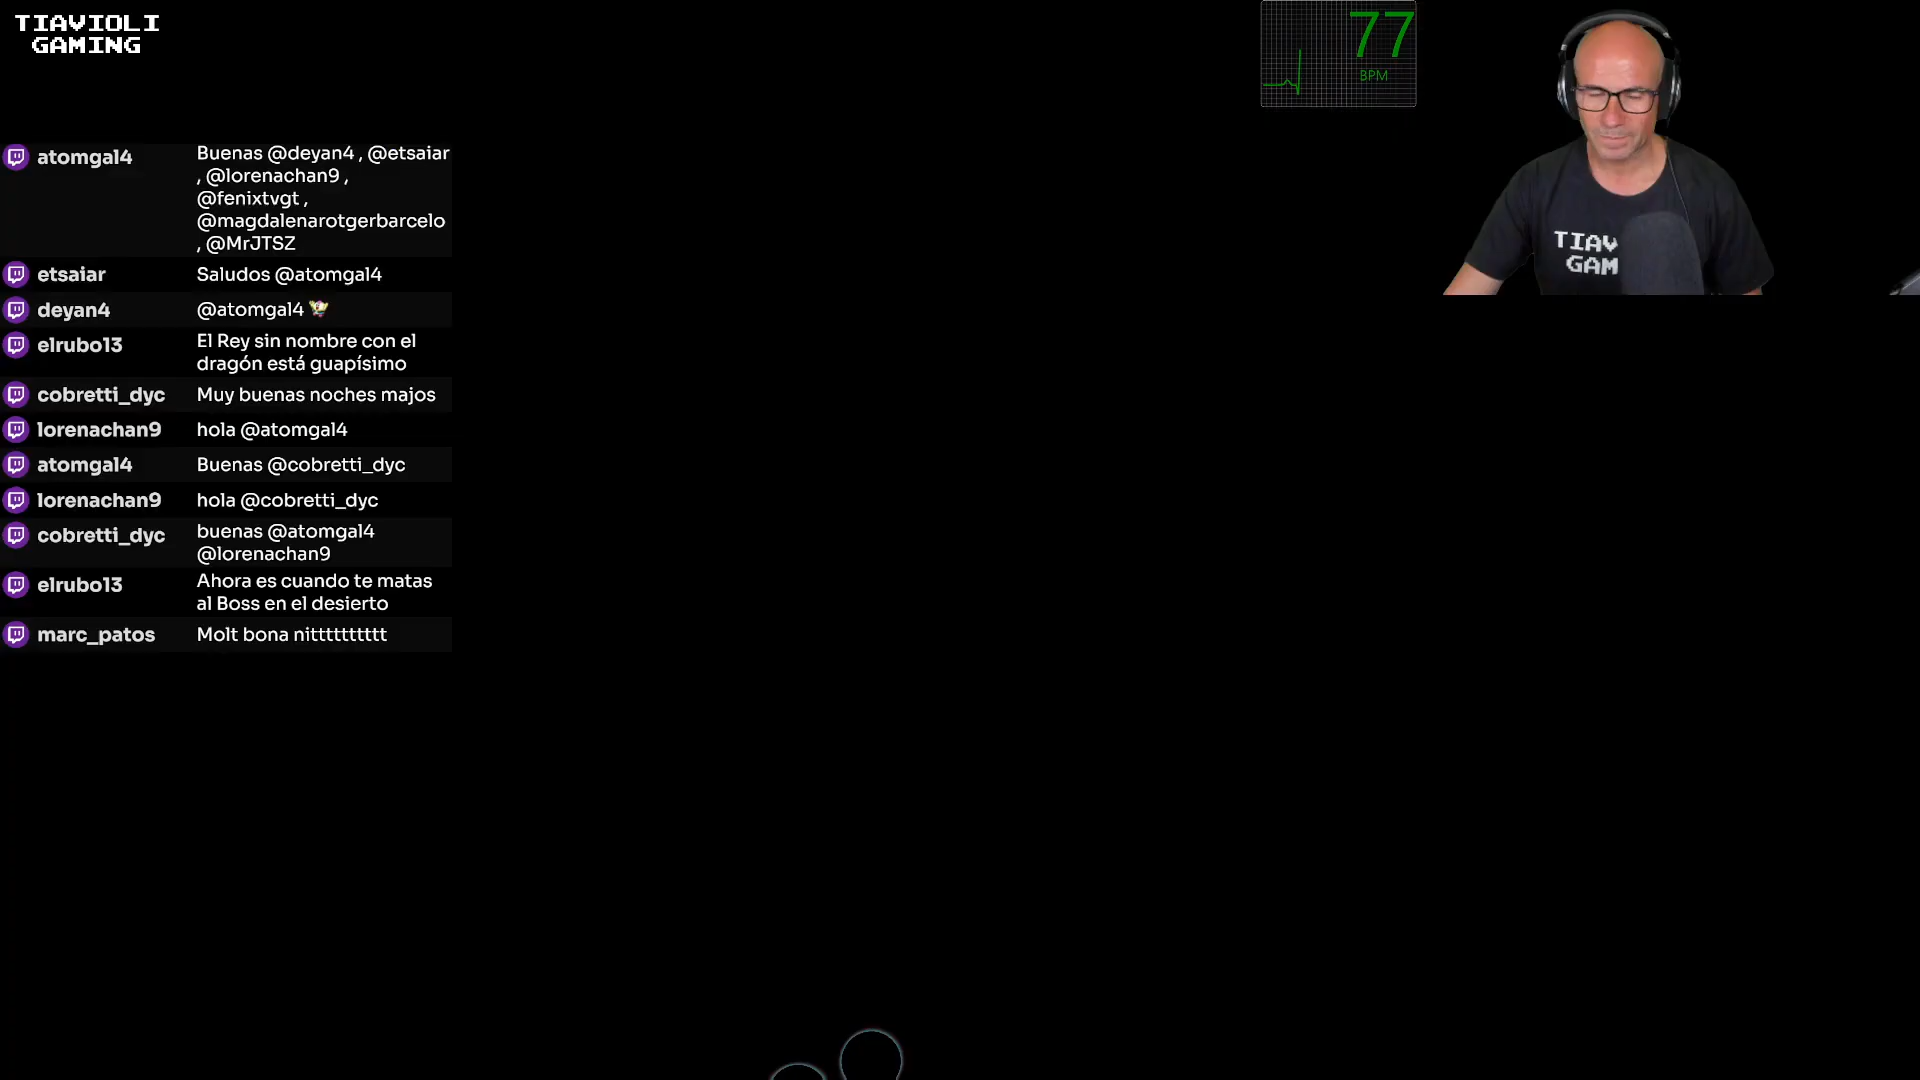 TIAVIOLI
GAMING
77
BPM
TIAV
GAM
atomgal4 Buenas @deyan4 , @etsaiar
, @lorenachan9 ,
@fenixtvgt ,
@magdalenarotgerbarcelo
, @MrJTSZ
etsaiar Saludos @atomgal4
deyan4 @atomgal4
elrubo13 El Rey sin nombre con el
dragón está guapísimo
cobretti_dyc Muy buenas noches majos
lorenachan9 hola @atomgal4
atomgal4 Buenas @cobretti_dyc
lorenachan9 hola @cobretti_dyc
cobretti_dyc buenas @atomgal4
@lorenachan9
elrubo13 Ahora es cuando te matas
al Boss en el desierto
marc_patos Molt bona nittttttttt